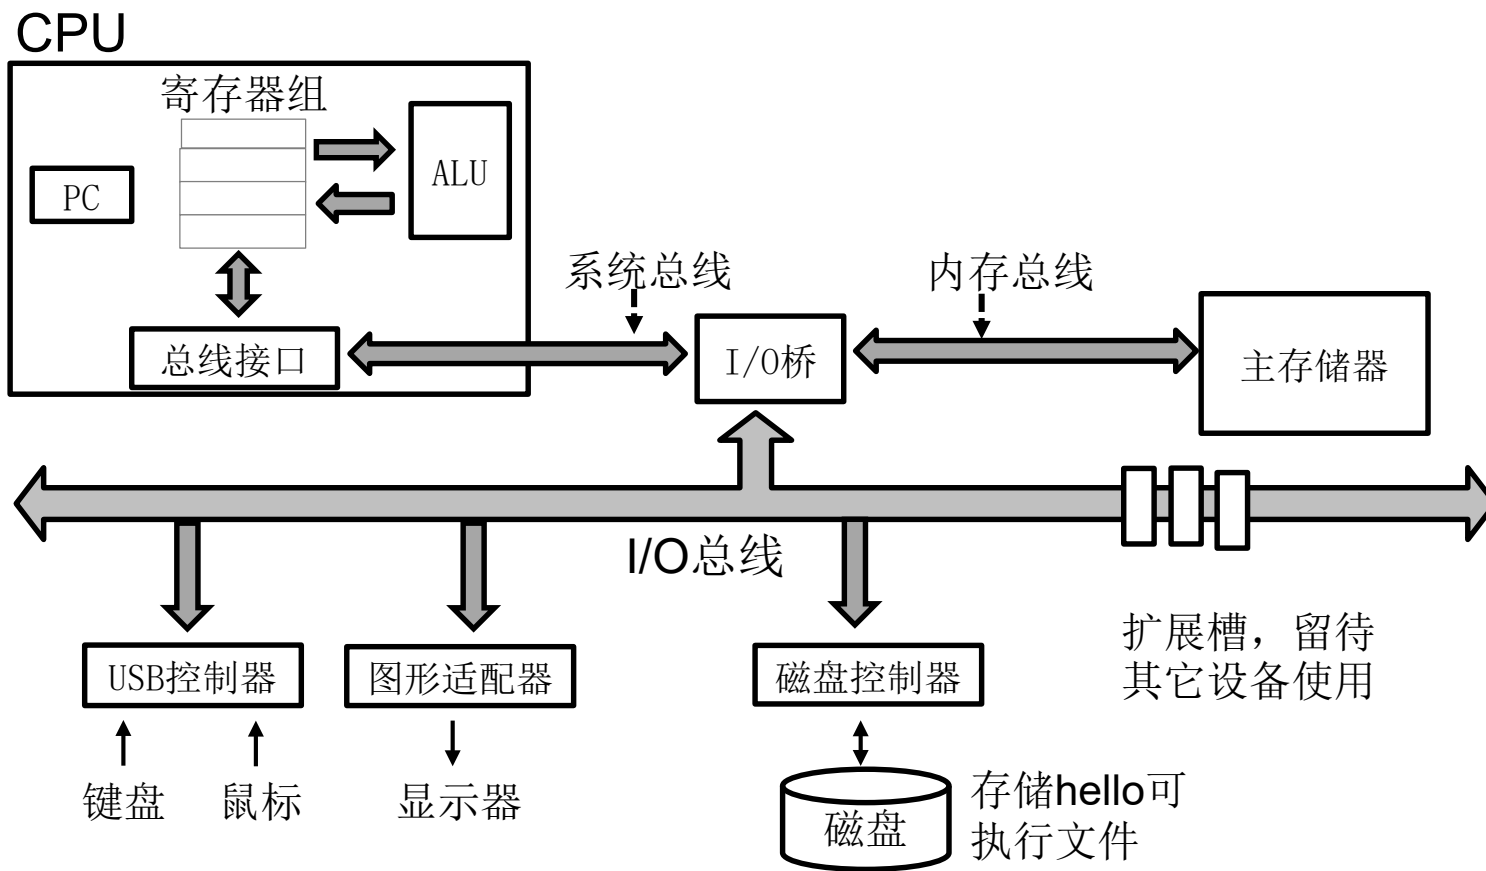 CPU
寄存器组
PC
ALU
系统总线
内存总线
总线接口
I/O桥
主存储器
I/O总线
扩展槽，留待
其它设备使用
USB控制器
图形适配器
磁盘控制器
键盘
鼠标
显示器
磁盘
存储hello可
执行文件